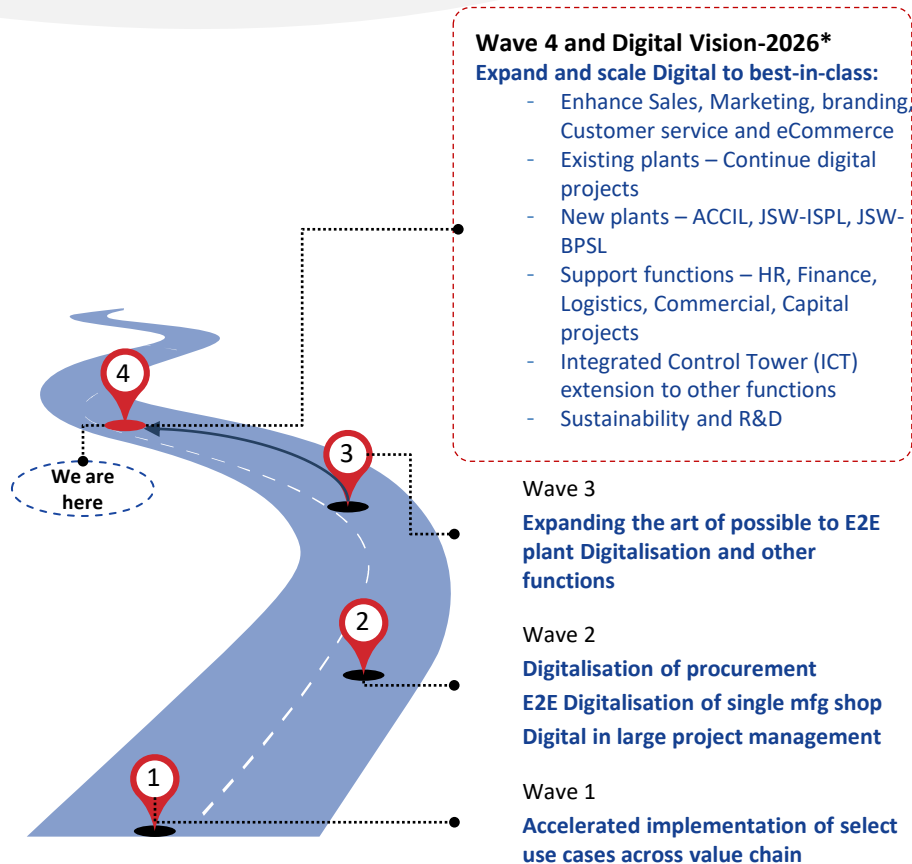 Wave 4 and Digital Vision-2026*
Expand and scale Digital to best-in-class:
- Enhance Sales, Marketing, branding,
Customer service and eCommerce
- Existing plants – Continue digital
projects
- New plants – ACCIL, JSW-ISPL, JSW-
BPSL
- Support functions – HR, Finance,
Logistics, Commercial, Capital
projects
- Integrated Control Tower (ICT)
extension to other functions
- Sustainability and R&D
4
3
We are
here
Wave 3
Expanding the art of possible to E2E
plant Digitalisation and other
functions
2
Wave 2
Digitalisation of procurement
E2E Digitalisation of single mfg shop
Digital in large project management
1
Wave 1
Accelerated implementation of select
use cases across value chain